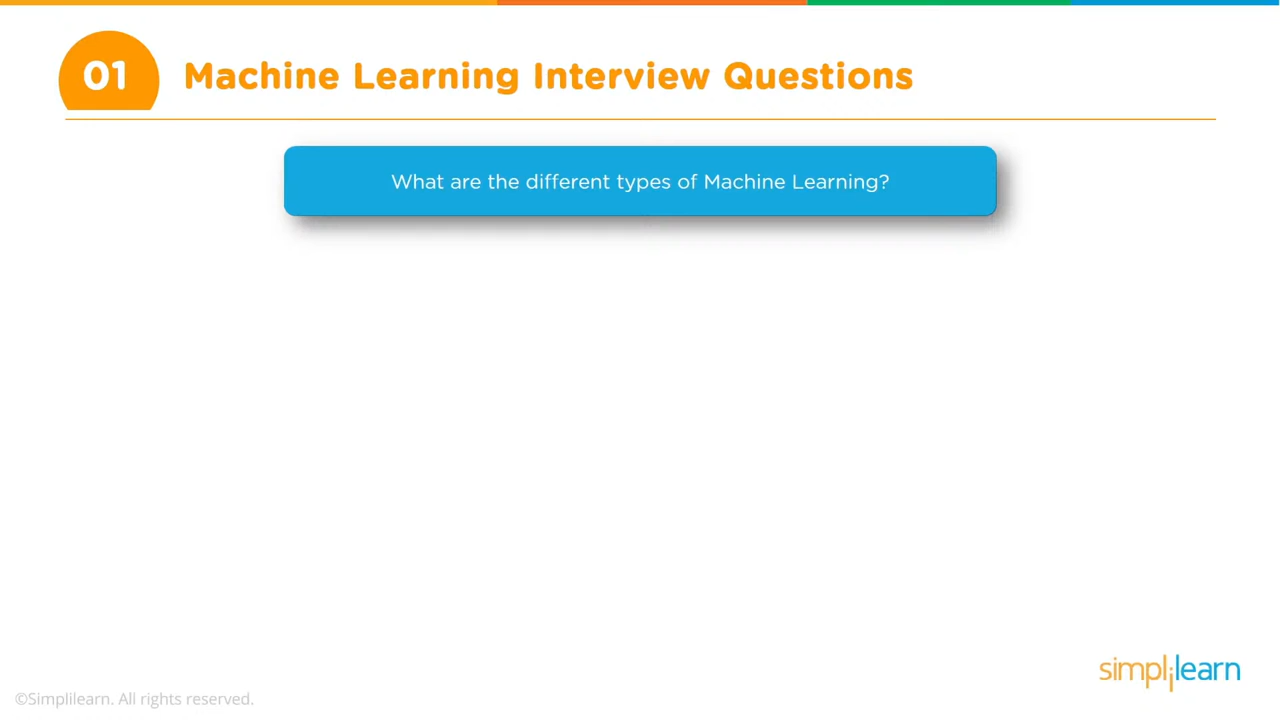 01
Machine Learning Interview Questions
What are the different types of Machine Learning?
simplilearn
©Simplilearn. All rights reserved.